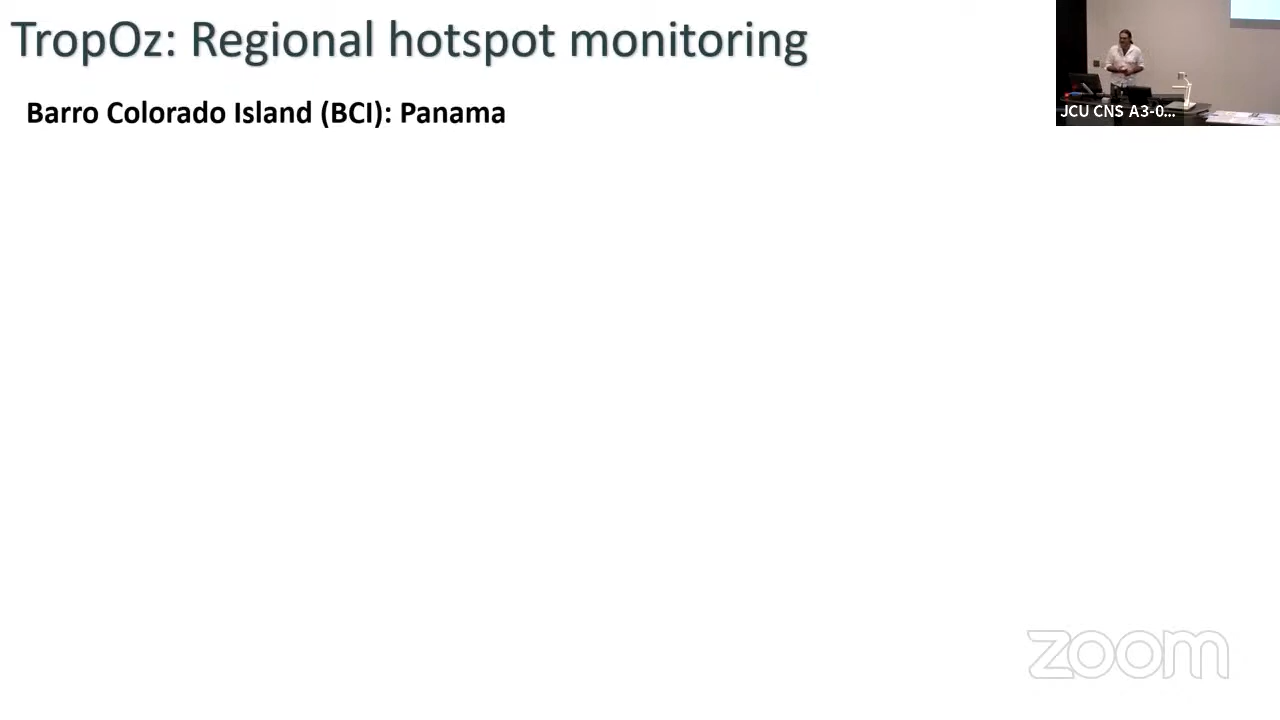 TropOz: Regional hotspot monitoring
Barro Colorado Island (BCI): Panama
JCU CNS A3-0...
zoom